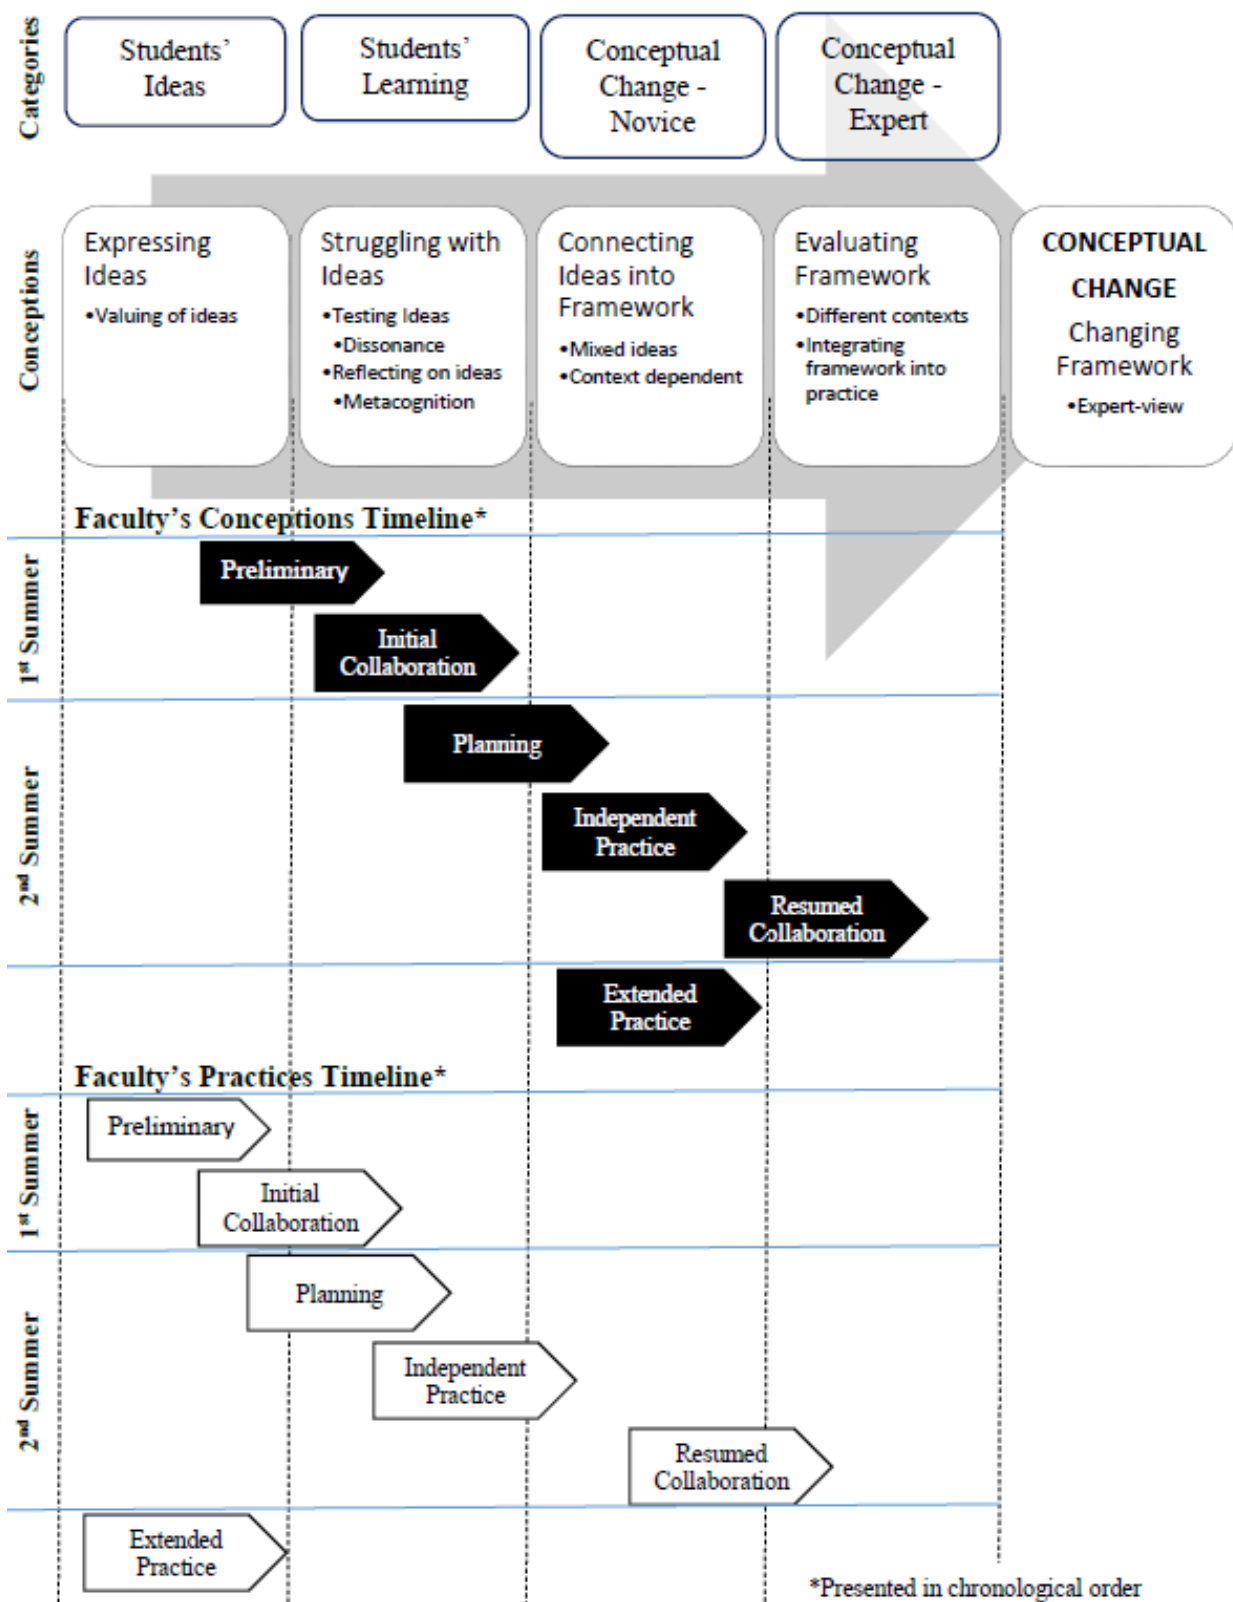 Categories
Students’
Ideas
Students’
Learning
Conceptual
Change -
Novice
Conceptual
Change -
Expert
Conceptions
Expressing
Ideas
•Valuing of ideas
Struggling with
Ideas
•Testing Ideas
•Dissonance
•Reflecting on ideas
•Metacognition
Connecting
Ideas into
Framework
•Mixed ideas
•Context dependent
Evaluating
Framework
•Different contexts
•Integrating
framework into
practice
CONCEPTUAL
CHANGE
Changing
Framework
•Expert-view
Faculty’s Conceptions Timeline*
1st Summer
Preliminary
Initial
Collaboration
2nd Summer
Planning
Independent
Practice
Resumed
Collaboration
Extended
Practice
Faculty’s Practices Timeline*
1st Summer
Preliminary
Initial
Collaboration
2nd Summer
Planning
Independent
Practice
Resumed
Collaboration
Extended
Practice
*Presented in chronological order